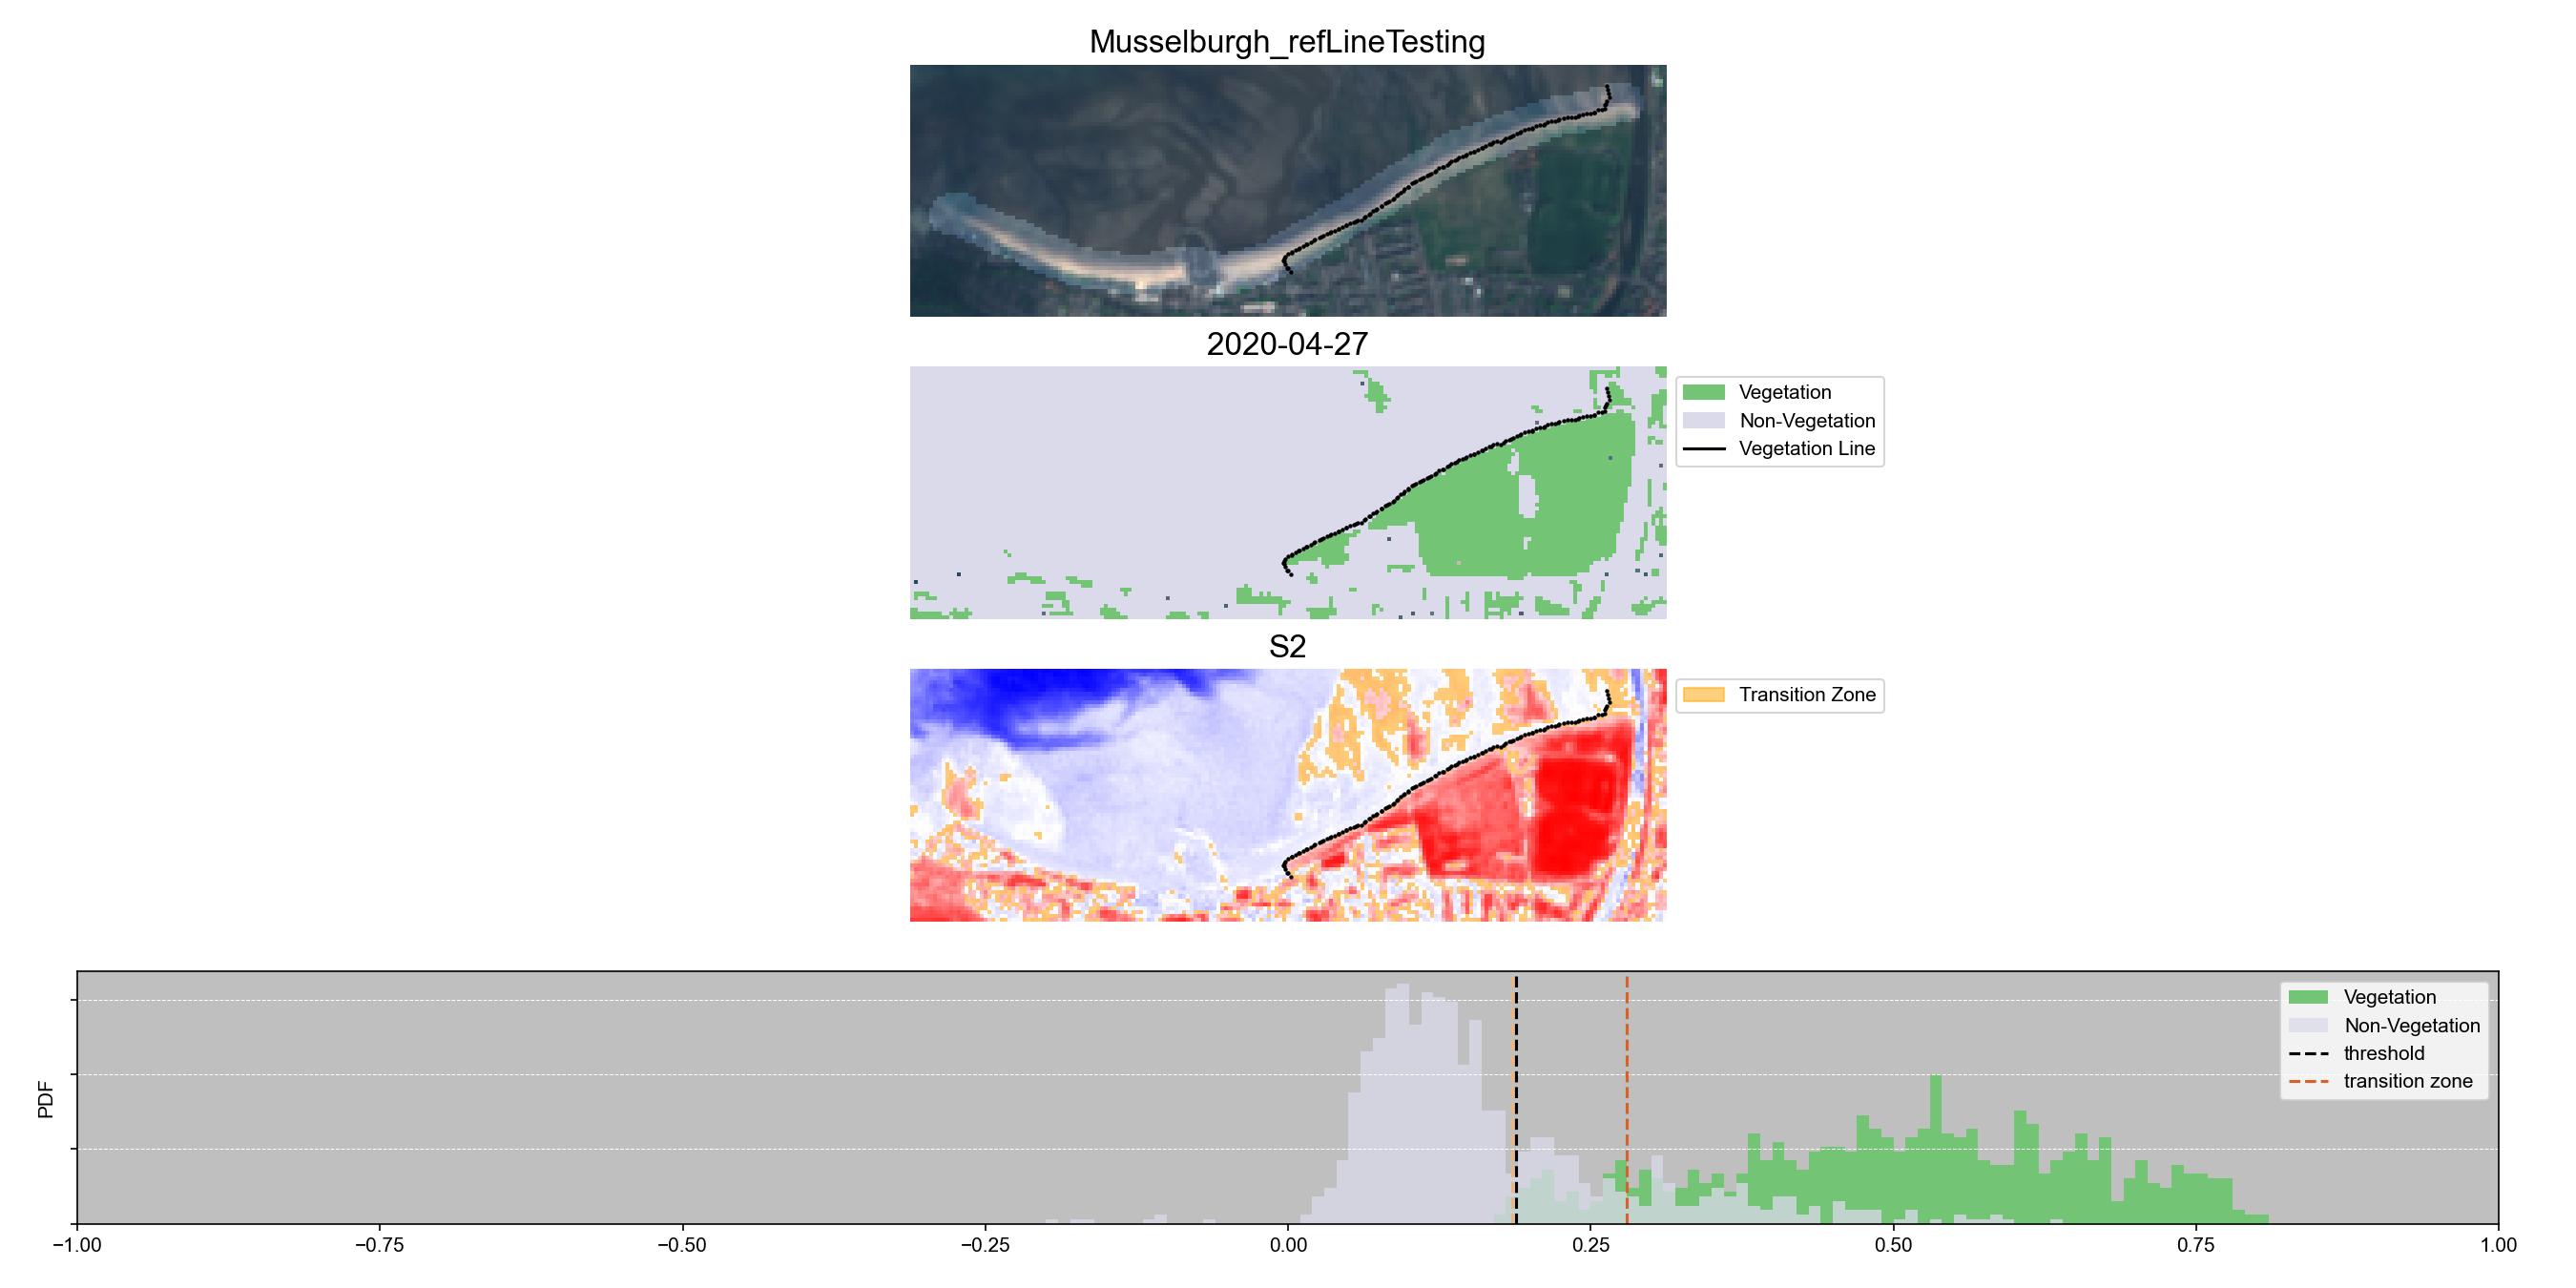 Musselburgh_refLineTesting
2020-04-27
Vegetation
Non-Vegetation
Vegetation Line
S2
Transition Zone
PDF
Vegetation
Non-Vegetation
threshold
transition zone
−1.00 −0.75 −0.50 −0.25 0.00 0.25 0.50 0.75 1.00